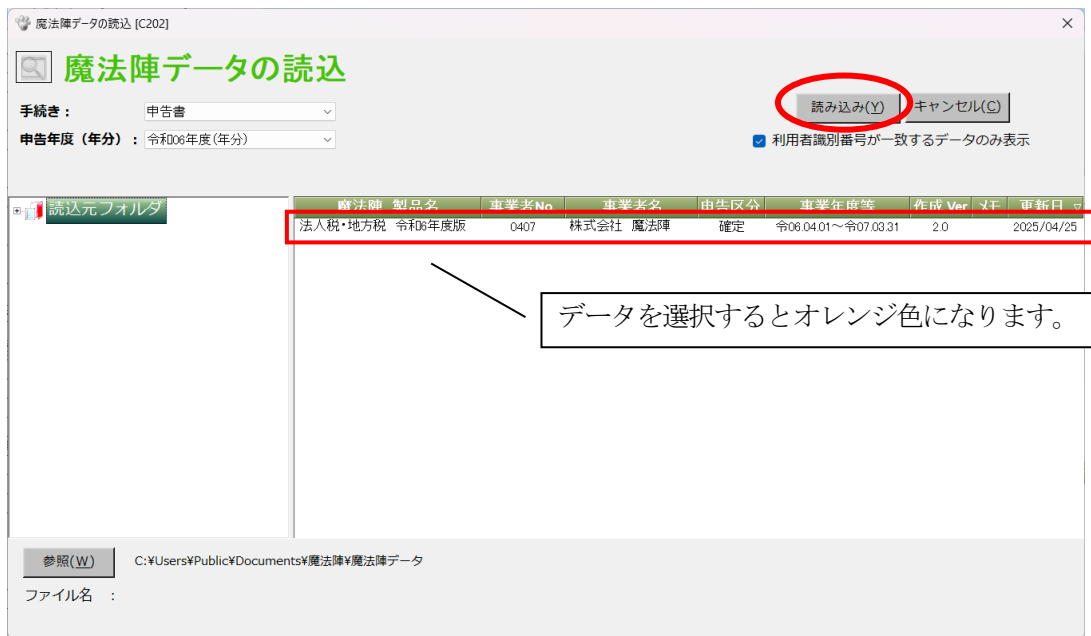 魔法陣データの読込 [C202]
魔法陣データの読込
手続き： 申告書
読み込み(Y) キャンセル(C)
申告年度（年分）： 令和06年度(年分)
利用者識別番号が一致するデータのみ表示
読込元フォルダ
魔法陣 製品名 事業者No 事業者名 申告区分 事業年度等 作成 Ver メモ 更新日
法人税・地方税 令和6年度版 0407 株式会社 魔法陣 確定 令06.04.01～令07.03.31 2.0 2025/04/25
データを選択するとオレンジ色になります。
参照(W) C:¥Users¥Public¥Documents¥魔法陣¥魔法陣データ
ファイル名 ：